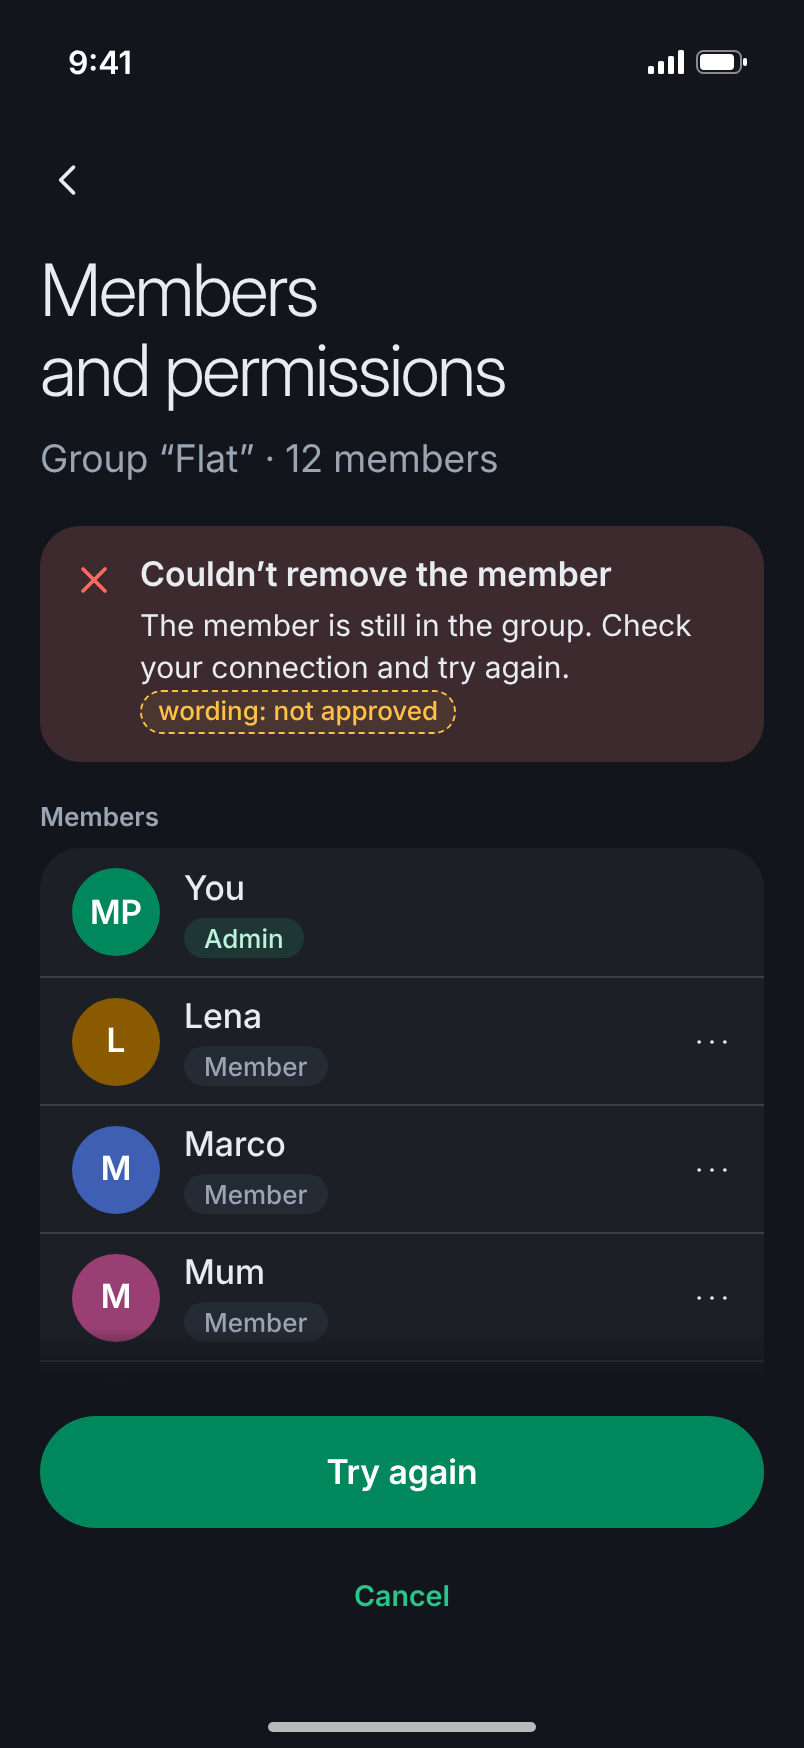 9:41
Members
and permissions
Group “Flat” · 12 members
Couldn’t remove the member
The member is still in the group. Check
your connection and try again.
wording: not approved
Members
MP
You
Admin
L
Lena
Member
M
Marco
Member
M
Mum
Member
Try again
Cancel